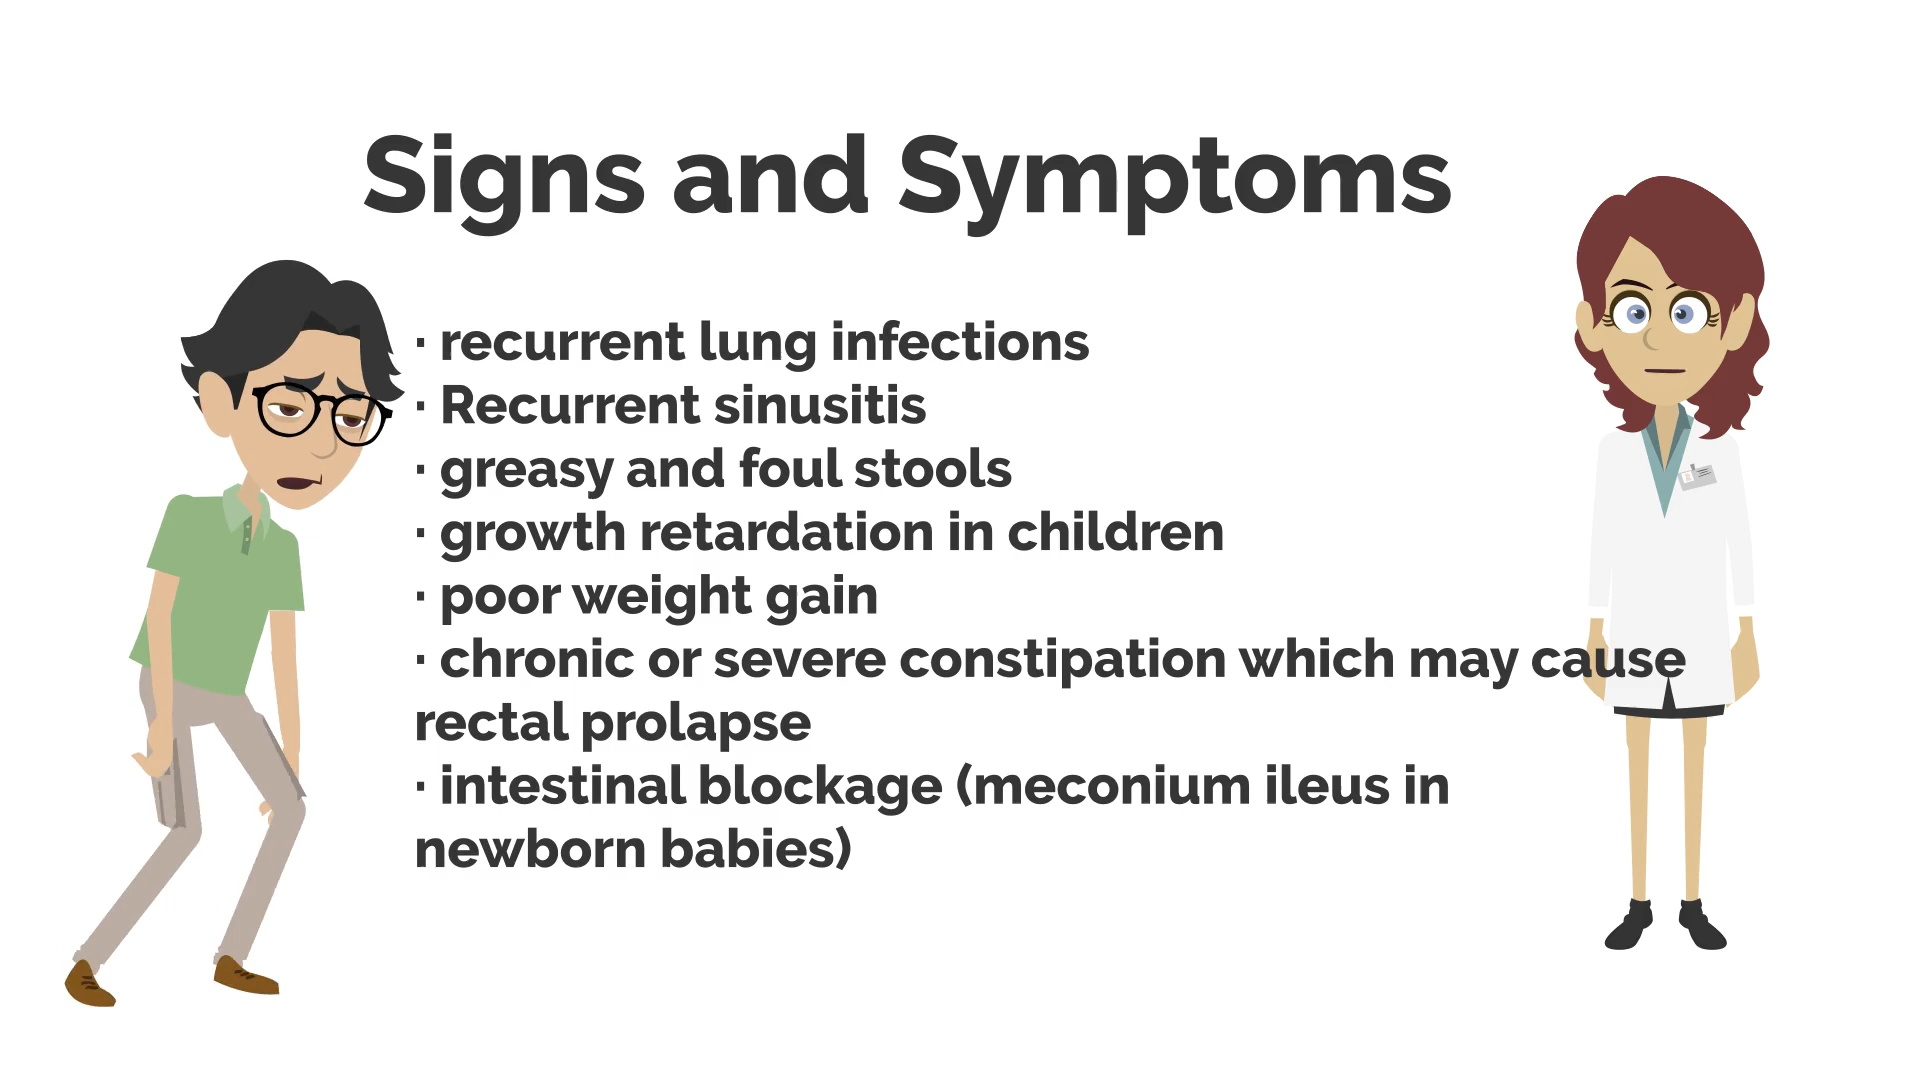 Signs and Symptoms
· recurrent lung infections
· Recurrent sinusitis
· greasy and foul stools
· growth retardation in children
· poor weight gain
· chronic or severe constipation which may cause
rectal prolapse
· intestinal blockage (meconium ileus in
newborn babies)